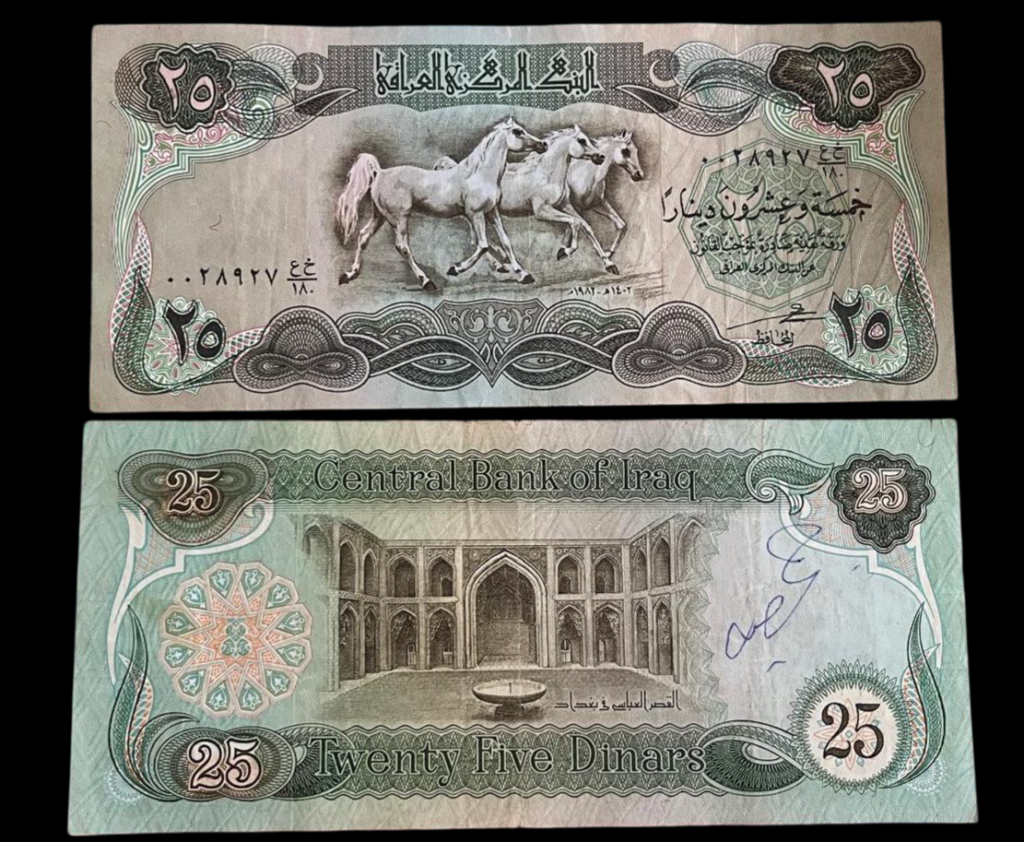 البنك المركزي العراقي
٢٥
٢٥
٠٠٢٨٩٢٧ خ ع / ١٨٠
خمسة وعشرون دينارًا
ورقة نقدية صادرة بموجب القانون
عن البنك المركزي العراقي
٠٠٢٨٩٢٧ خ ع / ١٨٠
١٤٠٢هـ - ١٩٨٢م
المحافظ
٢٥
٢٥
Central Bank of Iraq
25
25
القصر العباسي في بغداد
25
Twenty Five Dinars
25